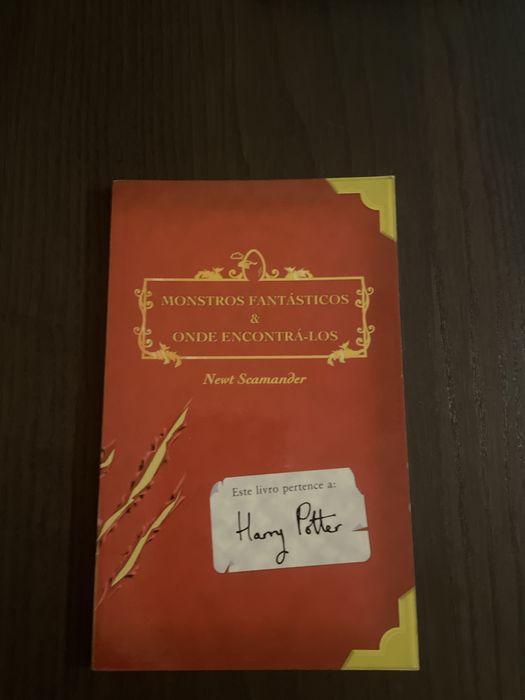 MONSTROS FANTÁSTICOS
&
ONDE ENCONTRÁ-LOS
Newt Scamander
Este livro pertence a:
Harry Potter